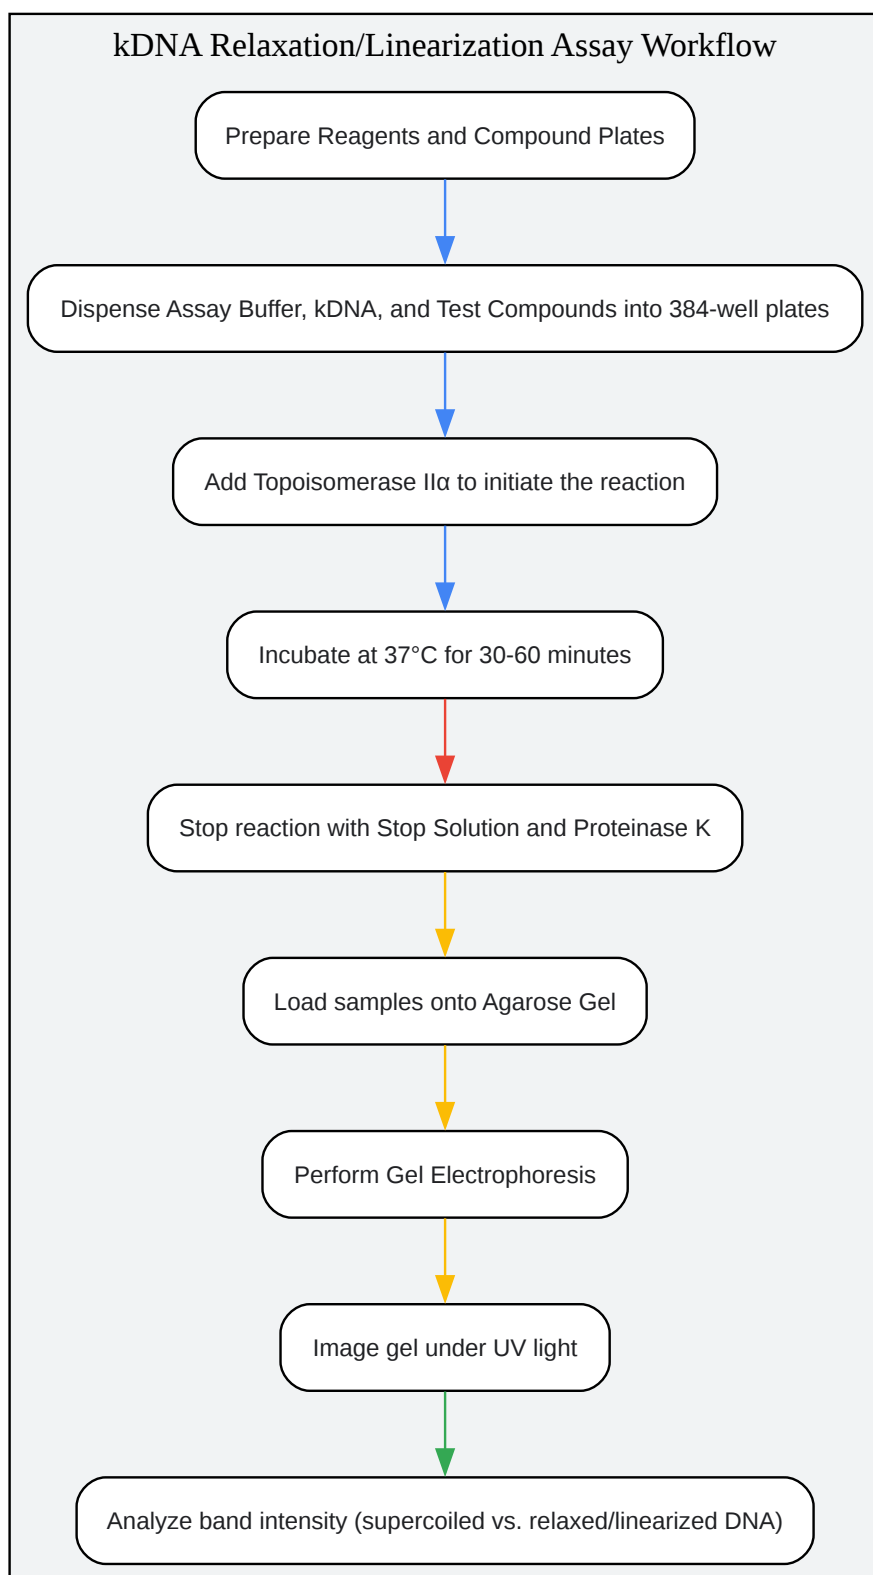 kDNA Relaxation/Linearization Assay Workflow
Prepare Reagents and Compound Plates
Dispense Assay Buffer, kDNA, and Test Compounds into 384-well plates
Add Topoisomerase IIα to initiate the reaction
Incubate at 37°C for 30-60 minutes
Stop reaction with Stop Solution and Proteinase K
Load samples onto Agarose Gel
Perform Gel Electrophoresis
Image gel under UV light
Analyze band intensity (supercoiled vs. relaxed/linearized DNA)